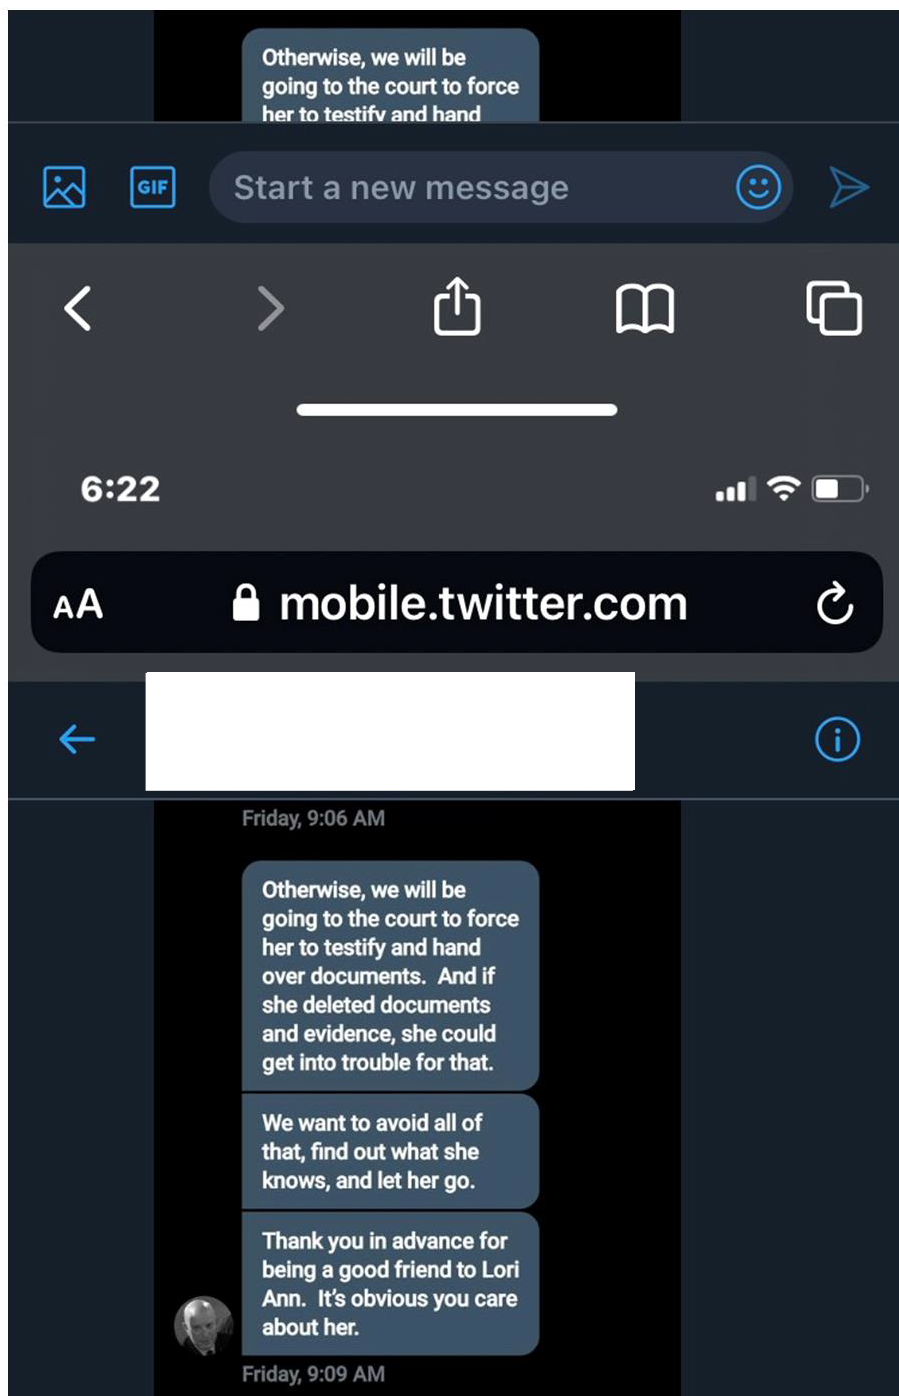 Otherwise, we will be
going to the court to force
her to testify and hand
GIF
Start a new message
6:22
AA
mobile.twitter.com
Friday, 9:06 AM
Otherwise, we will be
going to the court to force
her to testify and hand
over documents.  And if
she deleted documents
and evidence, she could
get into trouble for that.
We want to avoid all of
that, find out what she
knows, and let her go.
Thank you in advance for
being a good friend to Lori
Ann.  It's obvious you care
about her.
Friday, 9:09 AM